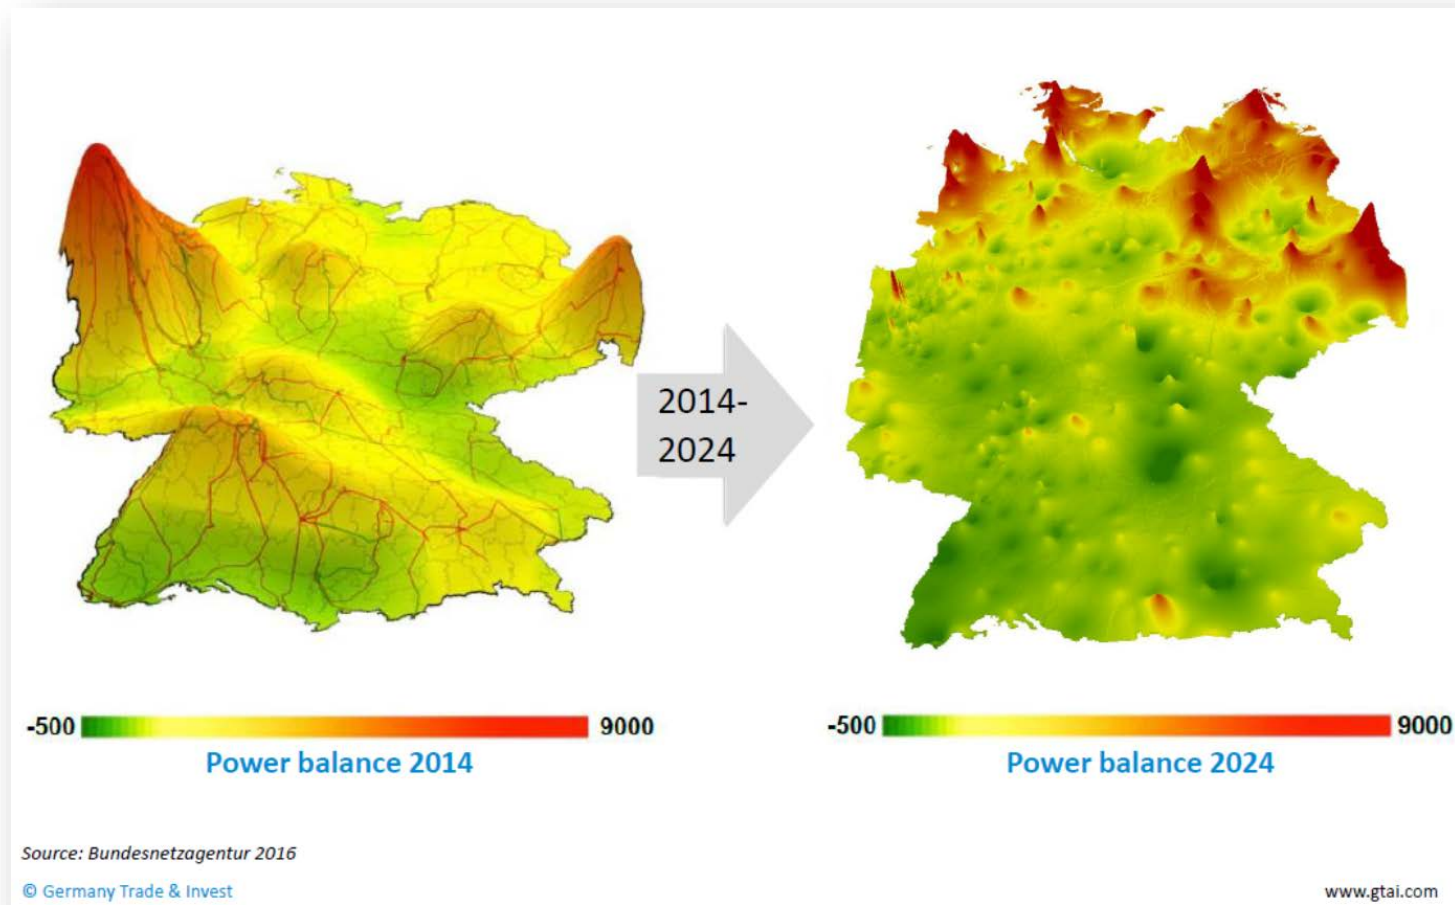 2014-
2024
-500
9000
Power balance 2014
-500
9000
Power balance 2024
Source: Bundesnetzagentur 2016
© Germany Trade & Invest
www.gtai.com